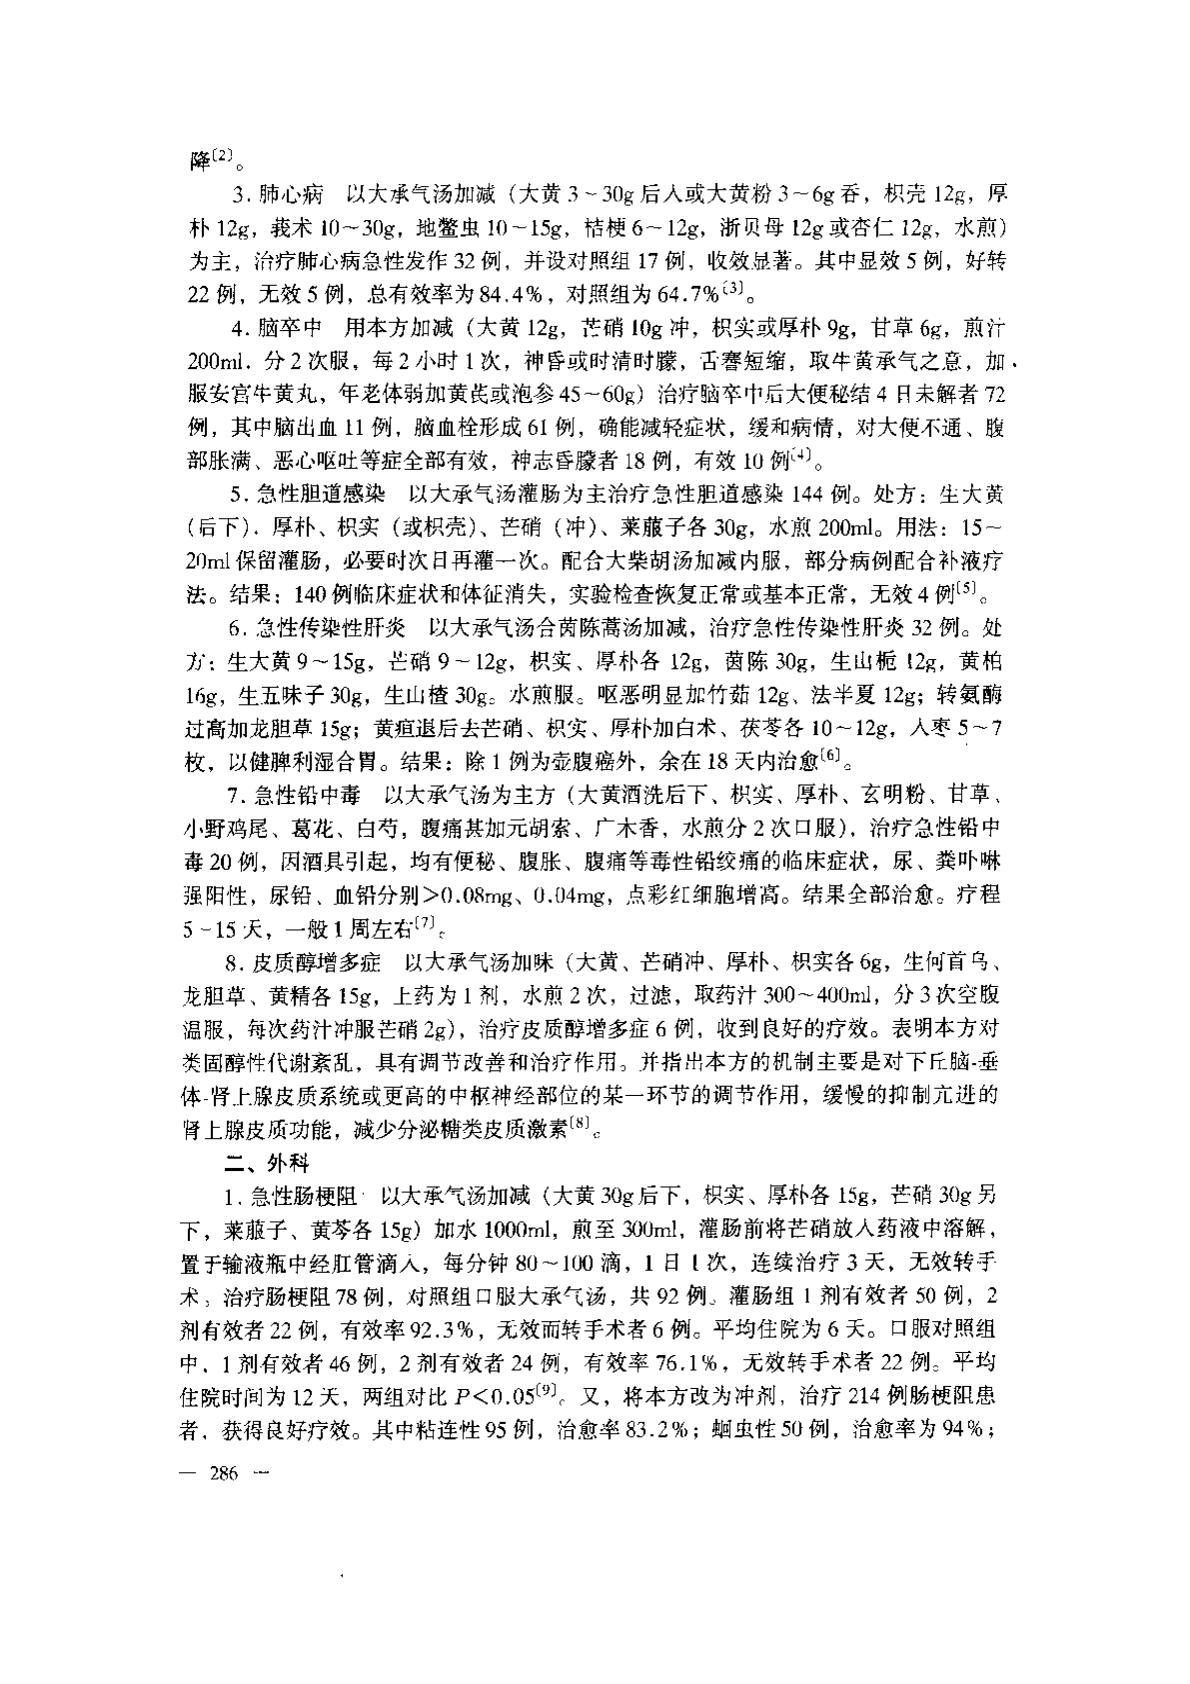 降〔2〕。
3. 肺心病　以大承气汤加减（大黄 3～30g 后入或大黄粉 3～6g 吞，枳壳 12g，厚
朴 12g，莪术 10～30g，地鳖虫 10～15g，桔梗 6～12g，浙贝母 12g 或杏仁 12g，水煎）
为主，治疗肺心病急性发作 32 例，并设对照组 17 例，收效显著。其中显效 5 例，好转
22 例，无效 5 例，总有效率为 84.4%，对照组为 64.7%〔3〕。
4. 脑卒中　用本方加减（大黄 12g，芒硝 10g 冲，枳实或厚朴 9g，甘草 6g，煎汁
200ml，分 2 次服，每 2 小时 1 次，神昏或时清时朦，舌謇短缩，取牛黄承气之意，加
服安宫牛黄丸，年老体弱加黄芪或泡参 45～60g）治疗脑卒中后大便秘结 4 日未解者 72
例，其中脑出血 11 例，脑血栓形成 61 例，确能减轻症状，缓和病情，对大便不通、腹
部胀满、恶心呕吐等症全部有效，神志昏朦者 18 例，有效 10 例〔4〕。
5. 急性胆道感染　以大承气汤灌肠为主治疗急性胆道感染 144 例。处方：生大黄
（后下）、厚朴、枳实（或枳壳）、芒硝（冲）、莱菔子各 30g，水煎 200ml。用法：15～
20ml 保留灌肠，必要时次日再灌一次。配合大柴胡汤加减内服，部分病例配合补液疗
法。结果：140 例临床症状和体征消失，实验检查恢复正常或基本正常，无效 4 例〔5〕。
6. 急性传染性肝炎　以大承气汤合茵陈蒿汤加减，治疗急性传染性肝炎 32 例。处
方：生大黄 9～15g，芒硝 9～12g，枳实、厚朴各 12g，茵陈 30g，生山栀 12g，黄柏
16g，生五味子 30g，生山楂 30g。水煎服。呕恶明显加竹茹 12g、法半夏 12g；转氨酶
过高加龙胆草 15g；黄疸退后去芒硝、枳实、厚朴加白术、茯苓各 10～12g，大枣 5～7
枚，以健脾利湿合胃。结果：除 1 例为壶腹癌外，余在 18 天内治愈〔6〕。
7. 急性铅中毒　以大承气汤为主方（大黄酒洗后下、枳实、厚朴、玄明粉、甘草、
小野鸡尾、葛花、白芍，腹痛甚加元胡索、广木香，水煎分 2 次口服），治疗急性铅中
毒 20 例，因酒具引起，均有便秘、腹胀、腹痛等毒性铅绞痛的临床症状，尿、粪卟啉
强阳性，尿铅、血铅分别＞0.08mg、0.04mg，点彩红细胞增高。结果全部治愈。疗程
5～15 天，一般 1 周左右〔7〕。
8. 皮质醇增多症　以大承气汤加味（大黄、芒硝冲、厚朴、枳实各 6g，生何首乌、
龙胆草、黄精各 15g，上药为 1 剂，水煎 2 次，过滤，取药汁 300～400ml，分 3 次空腹
温服，每次药汁冲服芒硝 2g），治疗皮质醇增多症 6 例，收到良好的疗效。表明本方对
类固醇性代谢紊乱，具有调节改善和治疗作用。并指出本方的机制主要是对下丘脑-垂
体-肾上腺皮质系统或更高的中枢神经部位的某一环节的调节作用，缓慢的抑制亢进的
肾上腺皮质功能，减少分泌糖类皮质激素〔8〕。
二、外科
1. 急性肠梗阻　以大承气汤加减（大黄 30g 后下，枳实、厚朴各 15g，芒硝 30g 另
下，莱菔子、黄芩各 15g）加水 1000ml，煎至 300ml，灌肠前将芒硝放入药液中溶解，
置于输液瓶中经肛管滴入，每分钟 80～100 滴，1 日 1 次，连续治疗 3 天，无效转手
术，治疗肠梗阻 78 例，对照组口服大承气汤，共 92 例。灌肠组 1 剂有效者 50 例，2
剂有效者 22 例，有效率 92.3%，无效而转手术者 6 例。平均住院为 6 天。口服对照组
中，1 剂有效者 46 例，2 剂有效者 24 例，有效率 76.1%，无效转手术者 22 例。平均
住院时间为 12 天，两组对比 P＜0.05〔9〕。又，将本方改为冲剂，治疗 214 例肠梗阻患
者，获得良好疗效。其中粘连性 95 例，治愈率 83.2%；蛔虫性 50 例，治愈率为 94%；
— 286 —